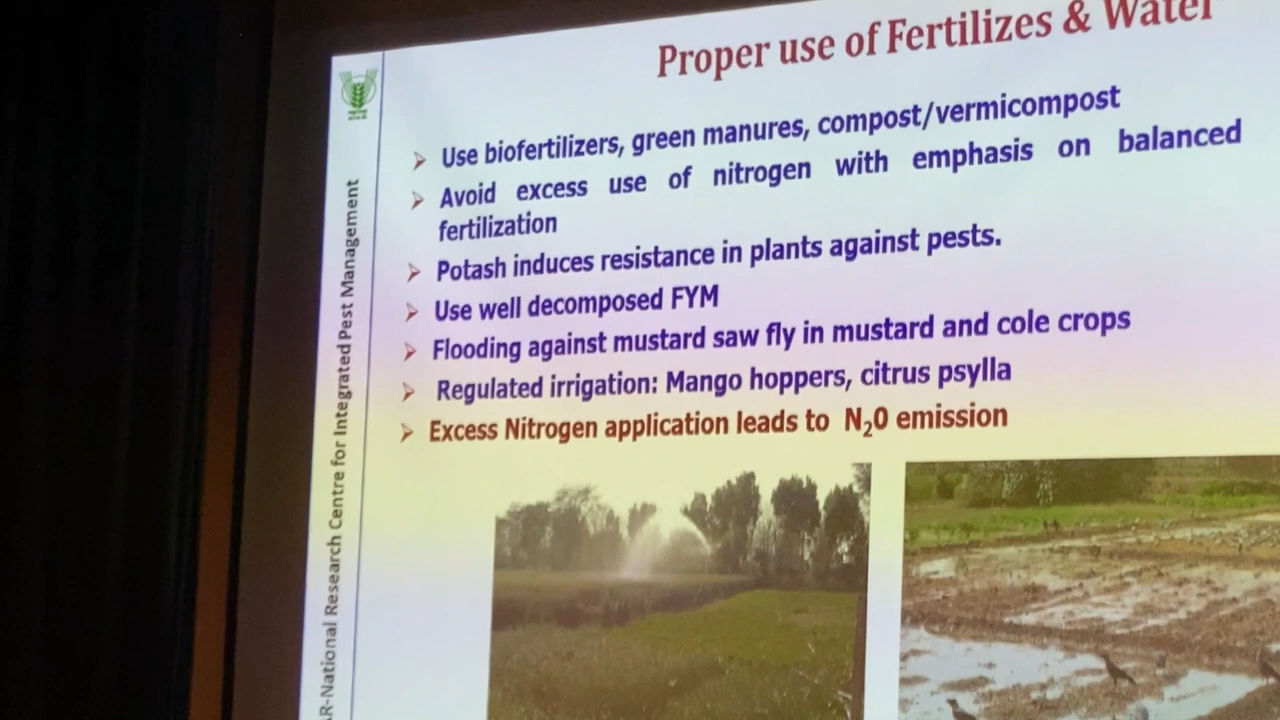 Proper use of Fertilizes & Water
Use biofertilizers, green manures, compost/vermicompost
Avoid excess use of nitrogen with emphasis on balanced
fertilization
Potash induces resistance in plants against pests.
Use well decomposed FYM
Flooding against mustard saw fly in mustard and cole crops
Regulated irrigation: Mango hoppers, citrus psylla
Excess Nitrogen application leads to N₂0 emission
R-National Research Centre for Integrated Pest Management